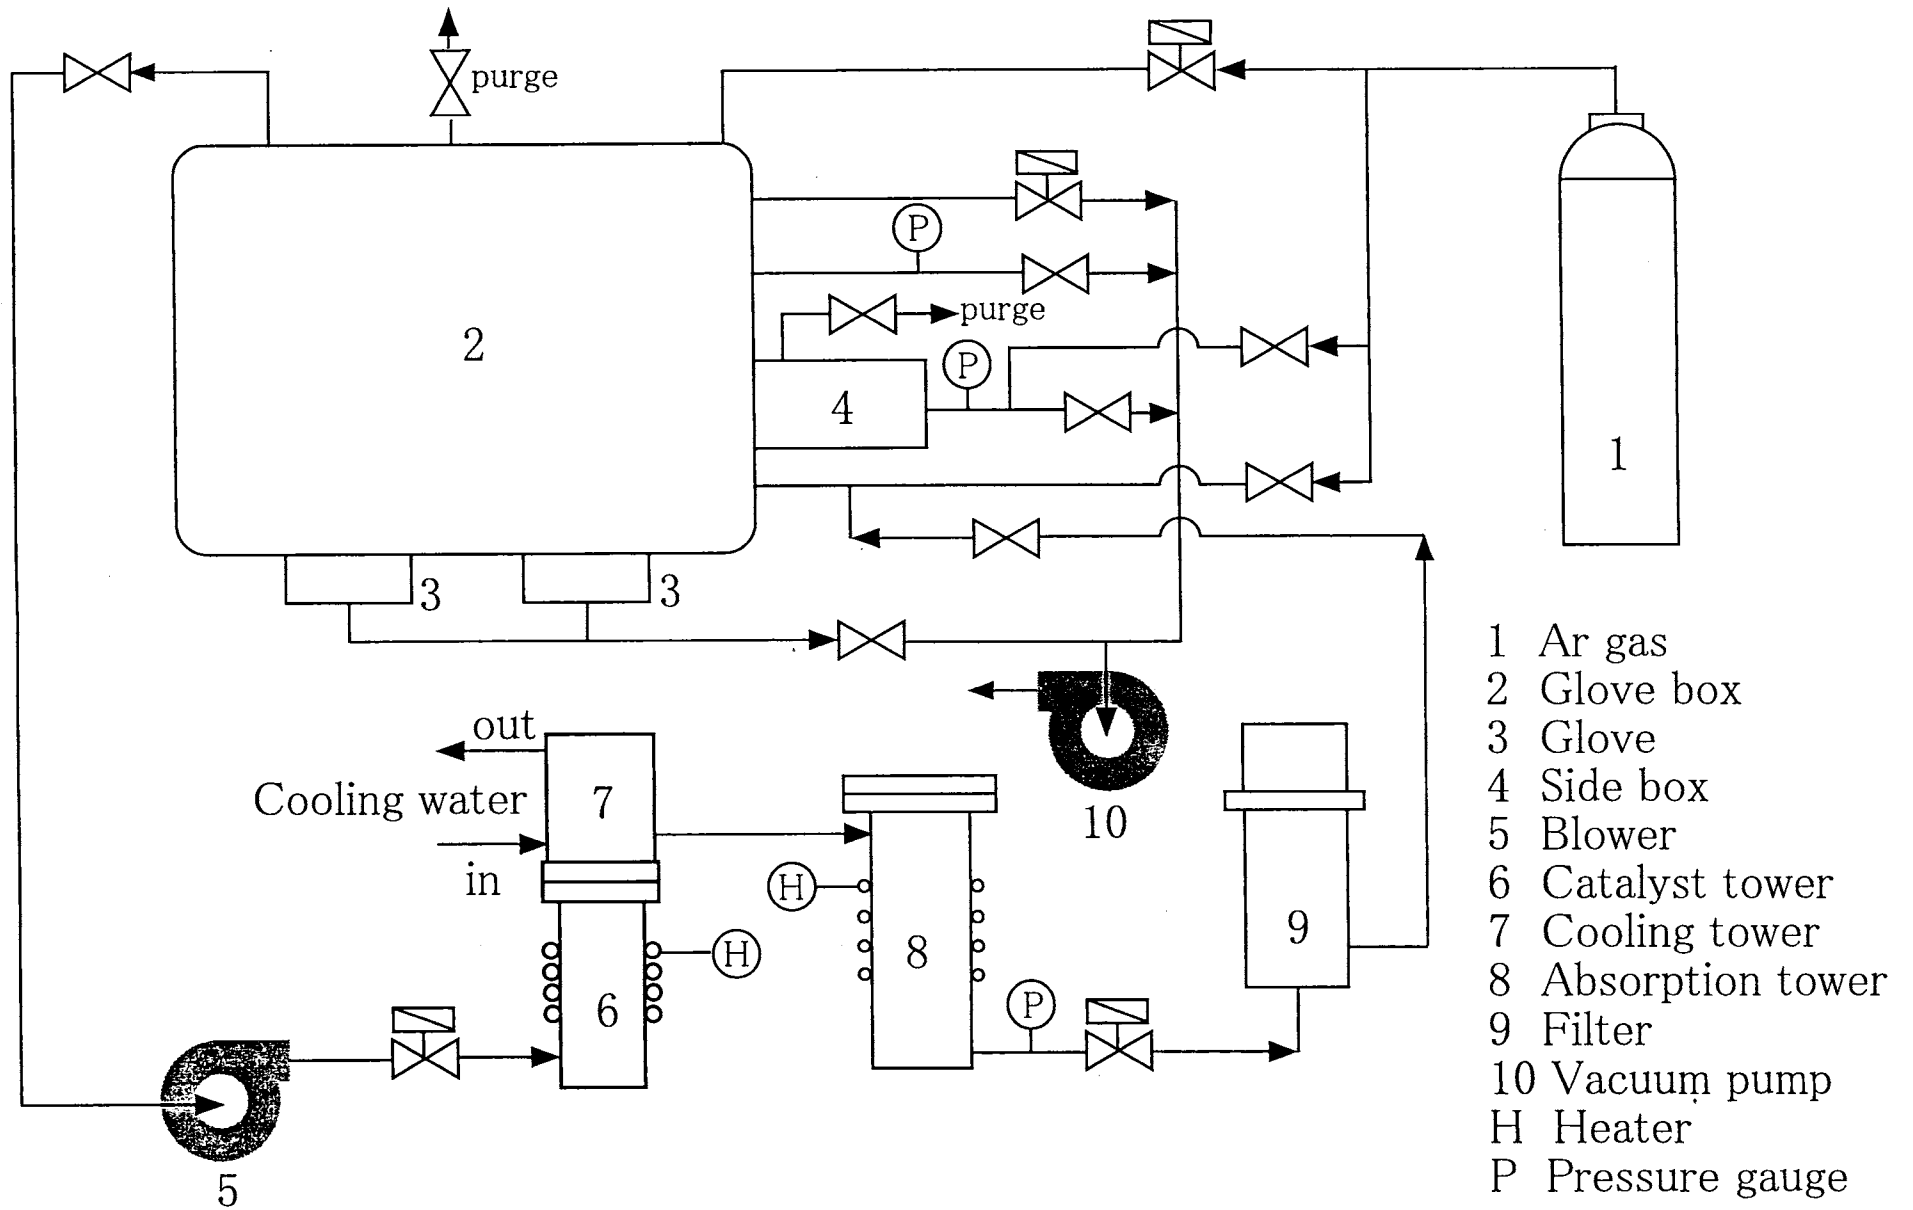 purge
P
purge
2
P
4
1
3
3
out
Cooling water
in
7
10
H
H
8
9
6
P
5
1 Ar gas
2 Glove box
3 Glove
4 Side box
5 Blower
6 Catalyst tower
7 Cooling tower
8 Absorption tower
9 Filter
10 Vacuum pump
H Heater
P Pressure gauge